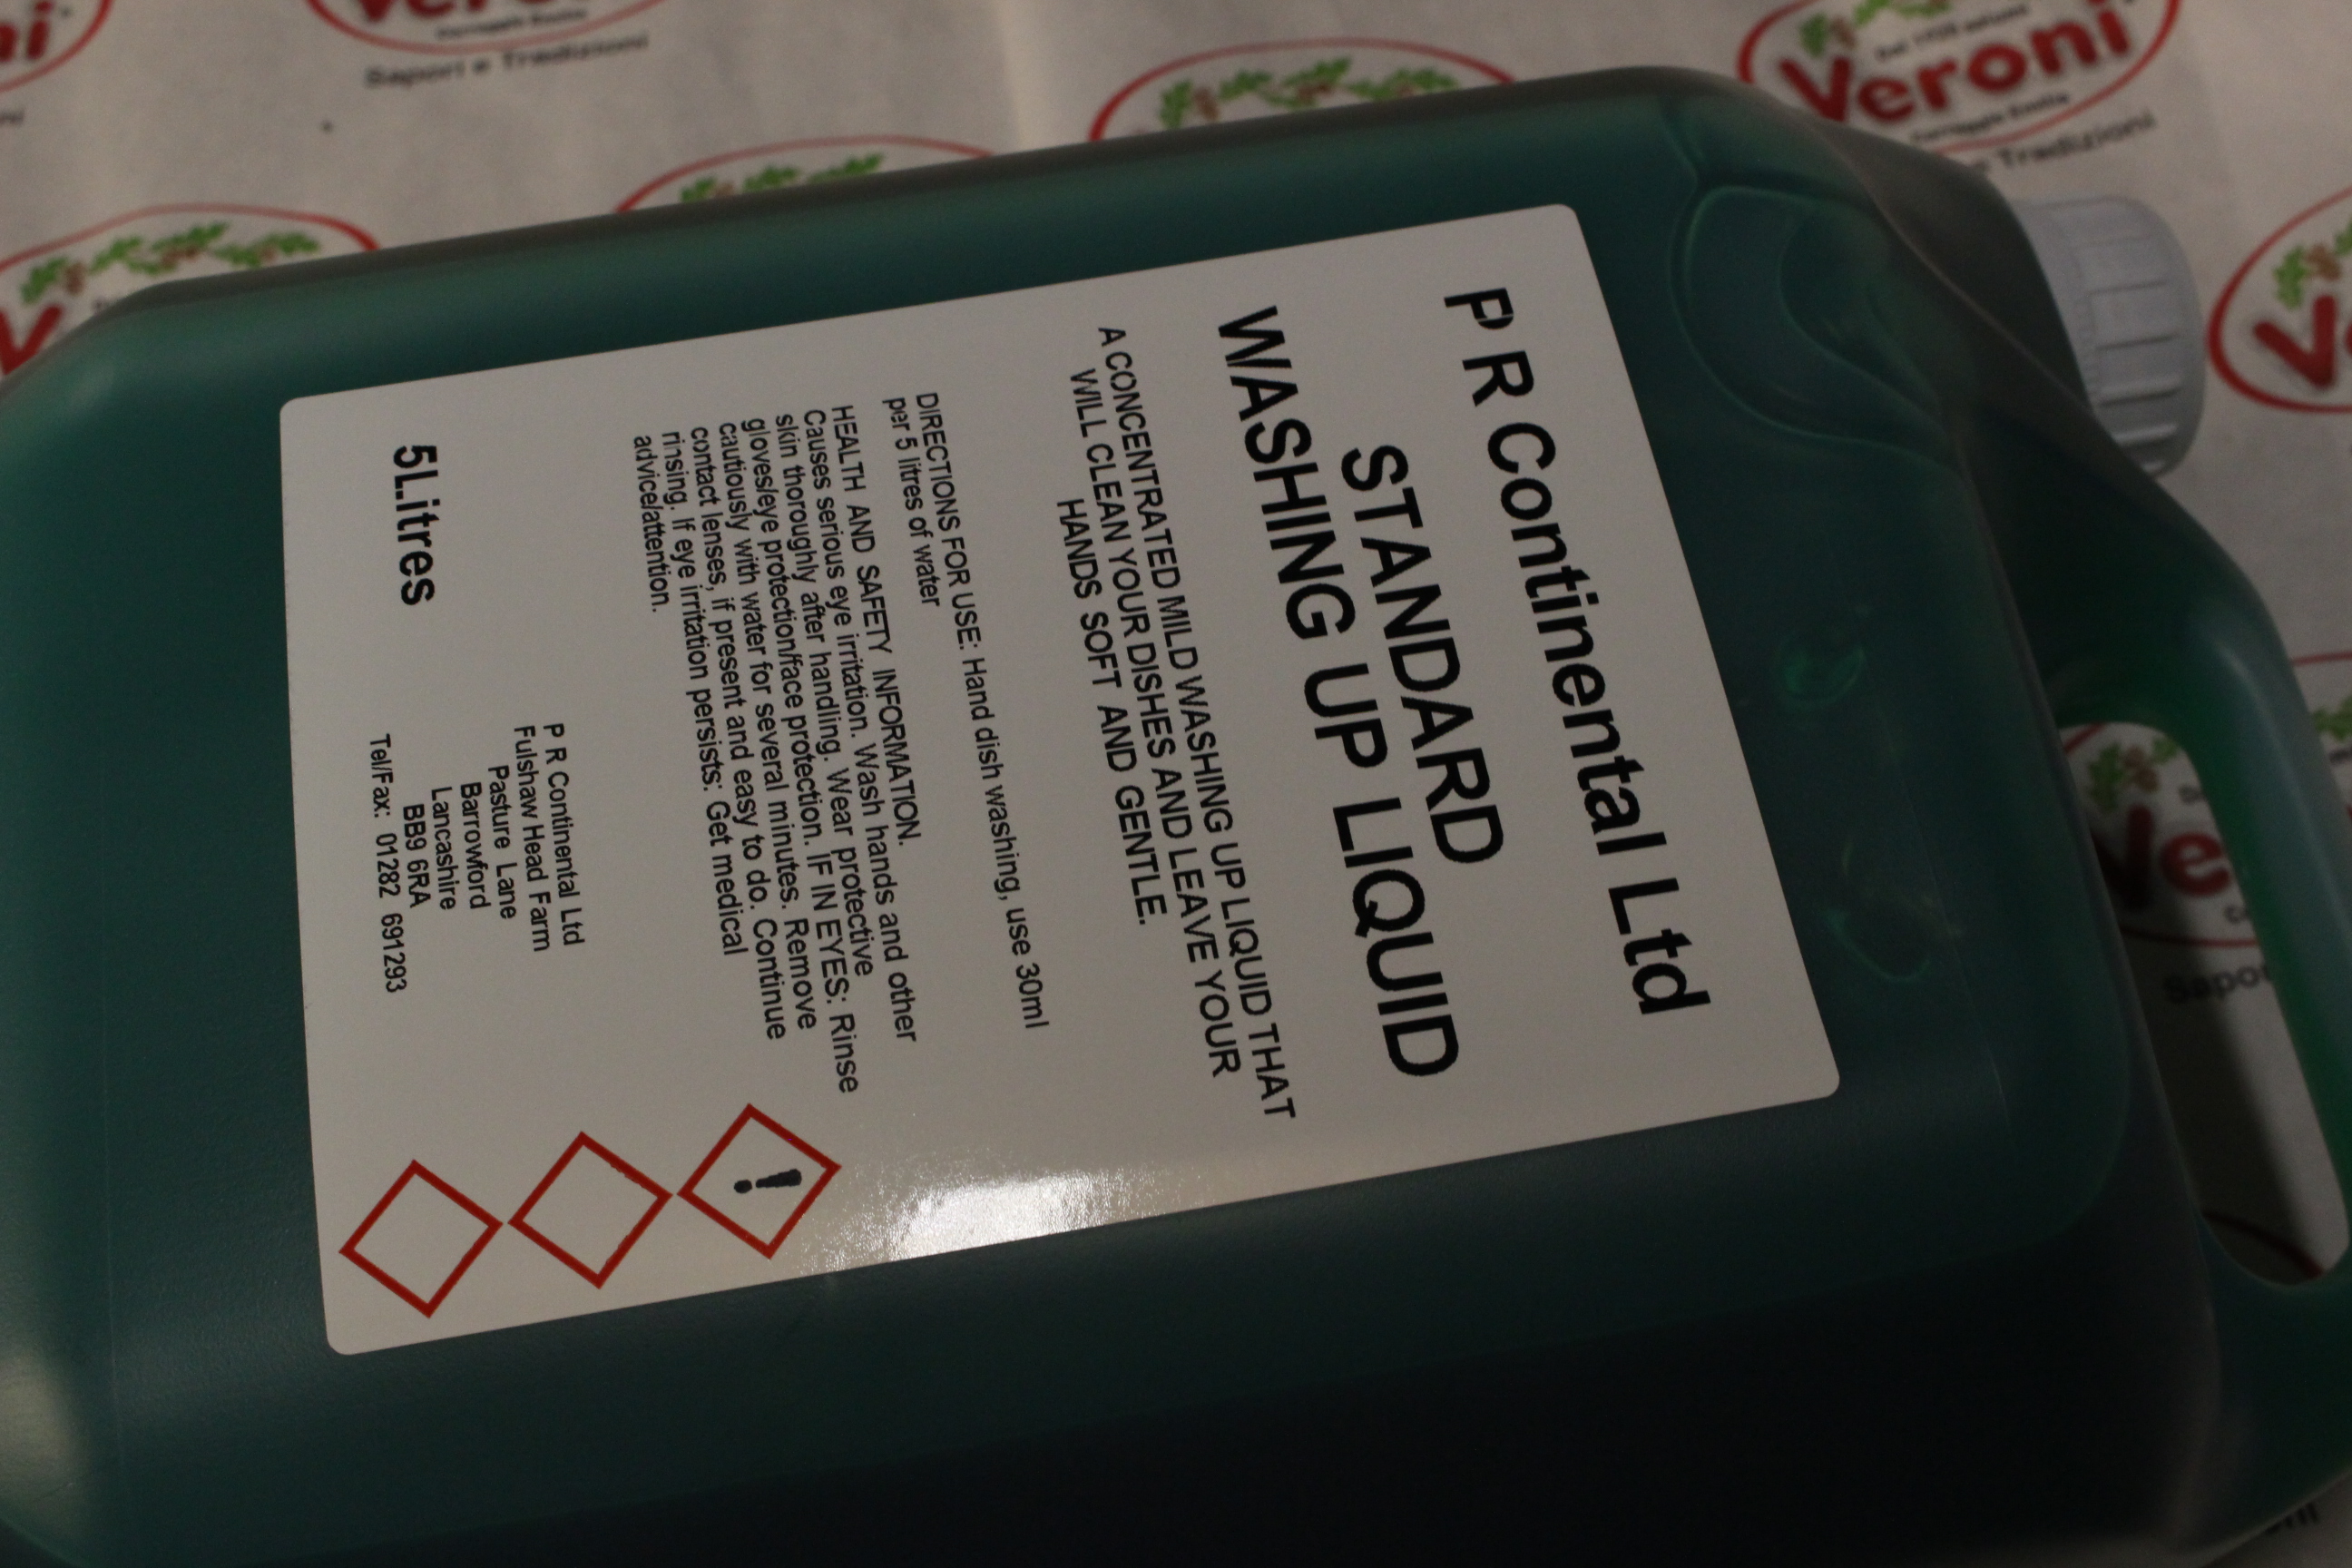 P R Continental Ltd
STANDARD
WASHING UP LIQUID
A CONCENTRATED MILD WASHING UP LIQUID THAT
WILL CLEAN YOUR DISHES AND LEAVE YOUR
HANDS SOFT AND GENTLE.
DIRECTIONS FOR USE: Hand dish washing, use 30ml
per 5 litres of water
HEALTH AND SAFETY INFORMATION.
Causes serious eye irritation. Wash hands and other
skin thoroughly after handling. Wear protective
gloves/eye protection/face protection. IF IN EYES: Rinse
cautiously with water for several minutes. Remove
contact lenses, if present and easy to do. Continue
rinsing. If eye irritation persists: Get medical
advice/attention.
5Litres
P R Continental Ltd
Fulshaw Head Farm
Pasture Lane
Barrowford
Lancashire
BB9 6RA
Tel/Fax: 01282 691293
!
Sapori e Tradizioni
Veroni
e Tradizioni